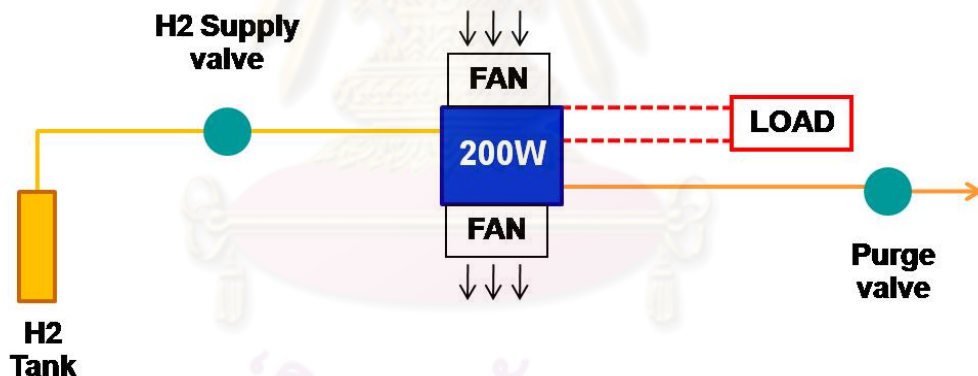 H2 Supply
valve
FAN
200W
LOAD
FAN
Purge
valve
H2
Tank